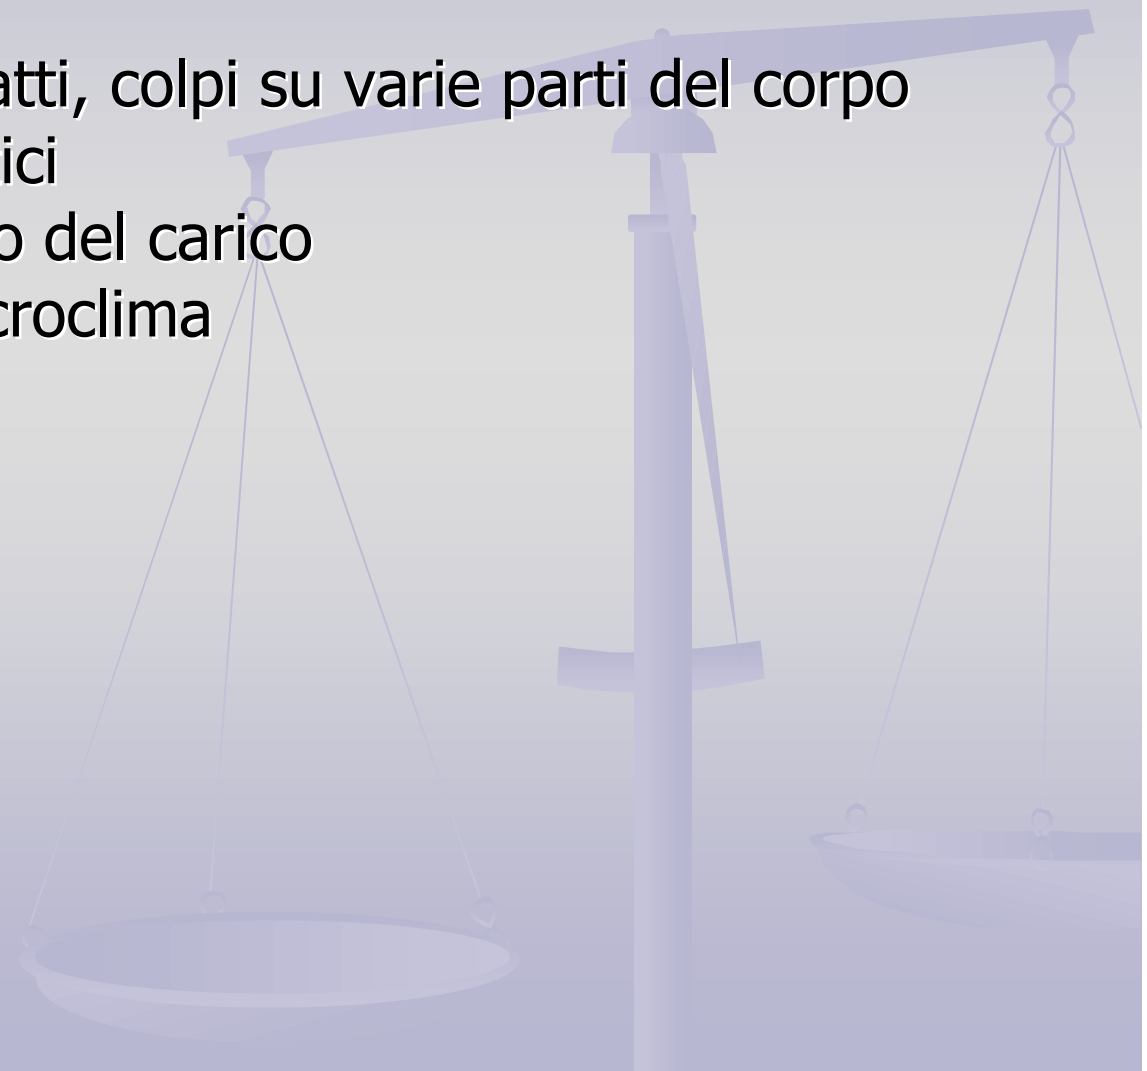 atti, colpi su varie parti del corpo
ici
o del carico
croclima